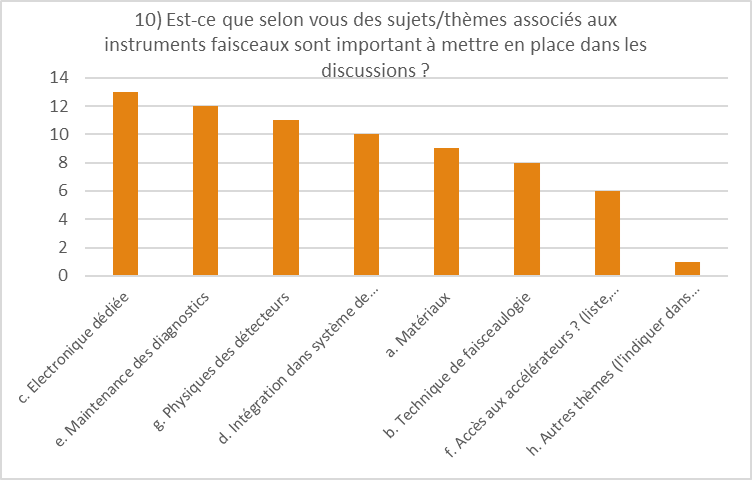 10) Est-ce que selon vous des sujets/thèmes associés aux
instruments faisceaux sont important à mettre en place dans les
discussions ?
14
12
10
8
6
4
2
0
c. Electronique dédiée
e. Maintenance des diagnostics
g. Physiques des détecteurs
d. Intégration dans système de...
a. Matériaux
b. Technique de faisceaulogie
f. Accès aux accélérateurs ? (liste,...
h. Autres thèmes (l'indiquer dans...